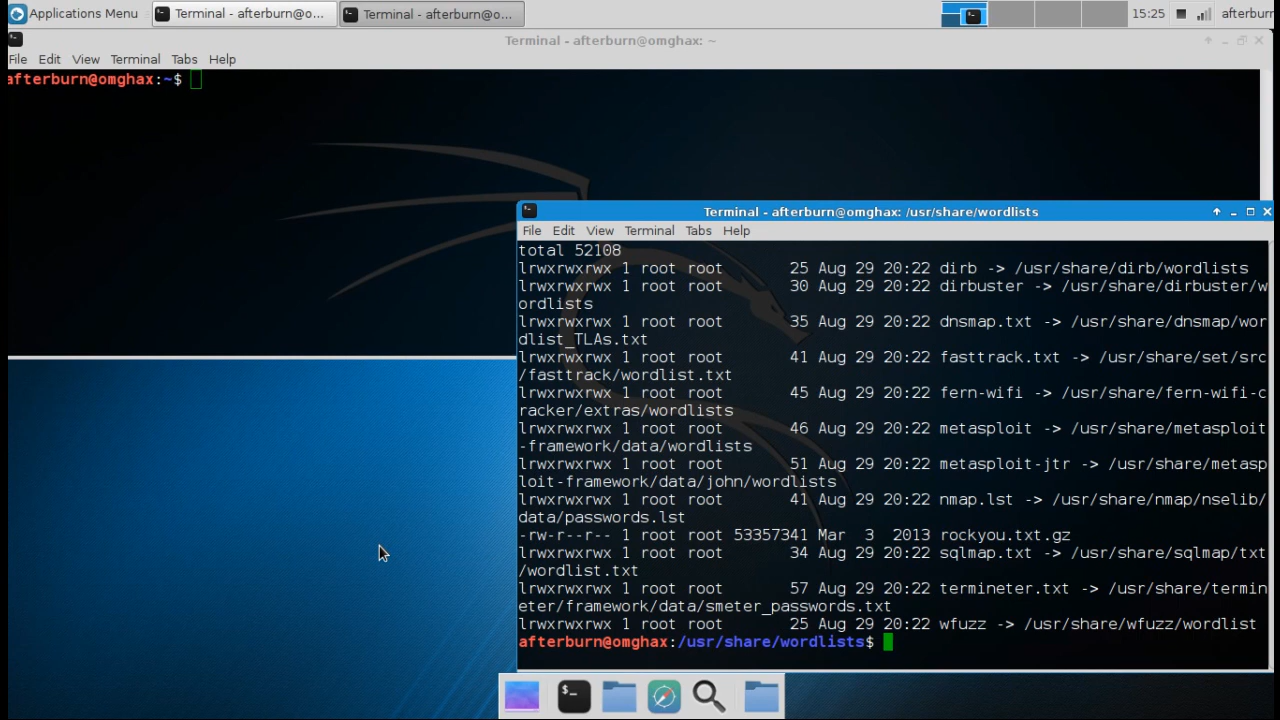 Applications Menu
Terminal - afterburn@o...
Terminal - afterburn@o...
15:25
afterburn
Terminal - afterburn@omghax: ~
File Edit View Terminal Tabs Help
afterburn@omghax:~$
Terminal - afterburn@omghax: /usr/share/wordlists
File Edit View Terminal Tabs Help
total 52108
lrwxrwxrwx 1 root root 25 Aug 29 20:22 dirb -> /usr/share/dirb/wordlists
lrwxrwxrwx 1 root root 30 Aug 29 20:22 dirbuster -> /usr/share/dirbuster/w
ordlists
lrwxrwxrwx 1 root root 35 Aug 29 20:22 dnsmap.txt -> /usr/share/dnsmap/wor
dlist_TLAs.txt
lrwxrwxrwx 1 root root 41 Aug 29 20:22 fasttrack.txt -> /usr/share/set/src
/fasttrack/wordlist.txt
lrwxrwxrwx 1 root root 45 Aug 29 20:22 fern-wifi -> /usr/share/fern-wifi-c
racker/extras/wordlists
lrwxrwxrwx 1 root root 46 Aug 29 20:22 metasploit -> /usr/share/metasploit
-framework/data/wordlists
lrwxrwxrwx 1 root root 51 Aug 29 20:22 metasploit-jtr -> /usr/share/metasp
loit-framework/data/john/wordlists
lrwxrwxrwx 1 root root 41 Aug 29 20:22 nmap.lst -> /usr/share/nmap/nselib/
data/passwords.lst
-rw-r--r-- 1 root root 53357341 Mar 3 2013 rockyou.txt.gz
lrwxrwxrwx 1 root root 34 Aug 29 20:22 sqlmap.txt -> /usr/share/sqlmap/txt
/wordlist.txt
lrwxrwxrwx 1 root root 57 Aug 29 20:22 termineter.txt -> /usr/share/termin
eter/framework/data/smeter_passwords.txt
lrwxrwxrwx 1 root root 25 Aug 29 20:22 wfuzz -> /usr/share/wfuzz/wordlist
afterburn@omghax:/usr/share/wordlists$
$_